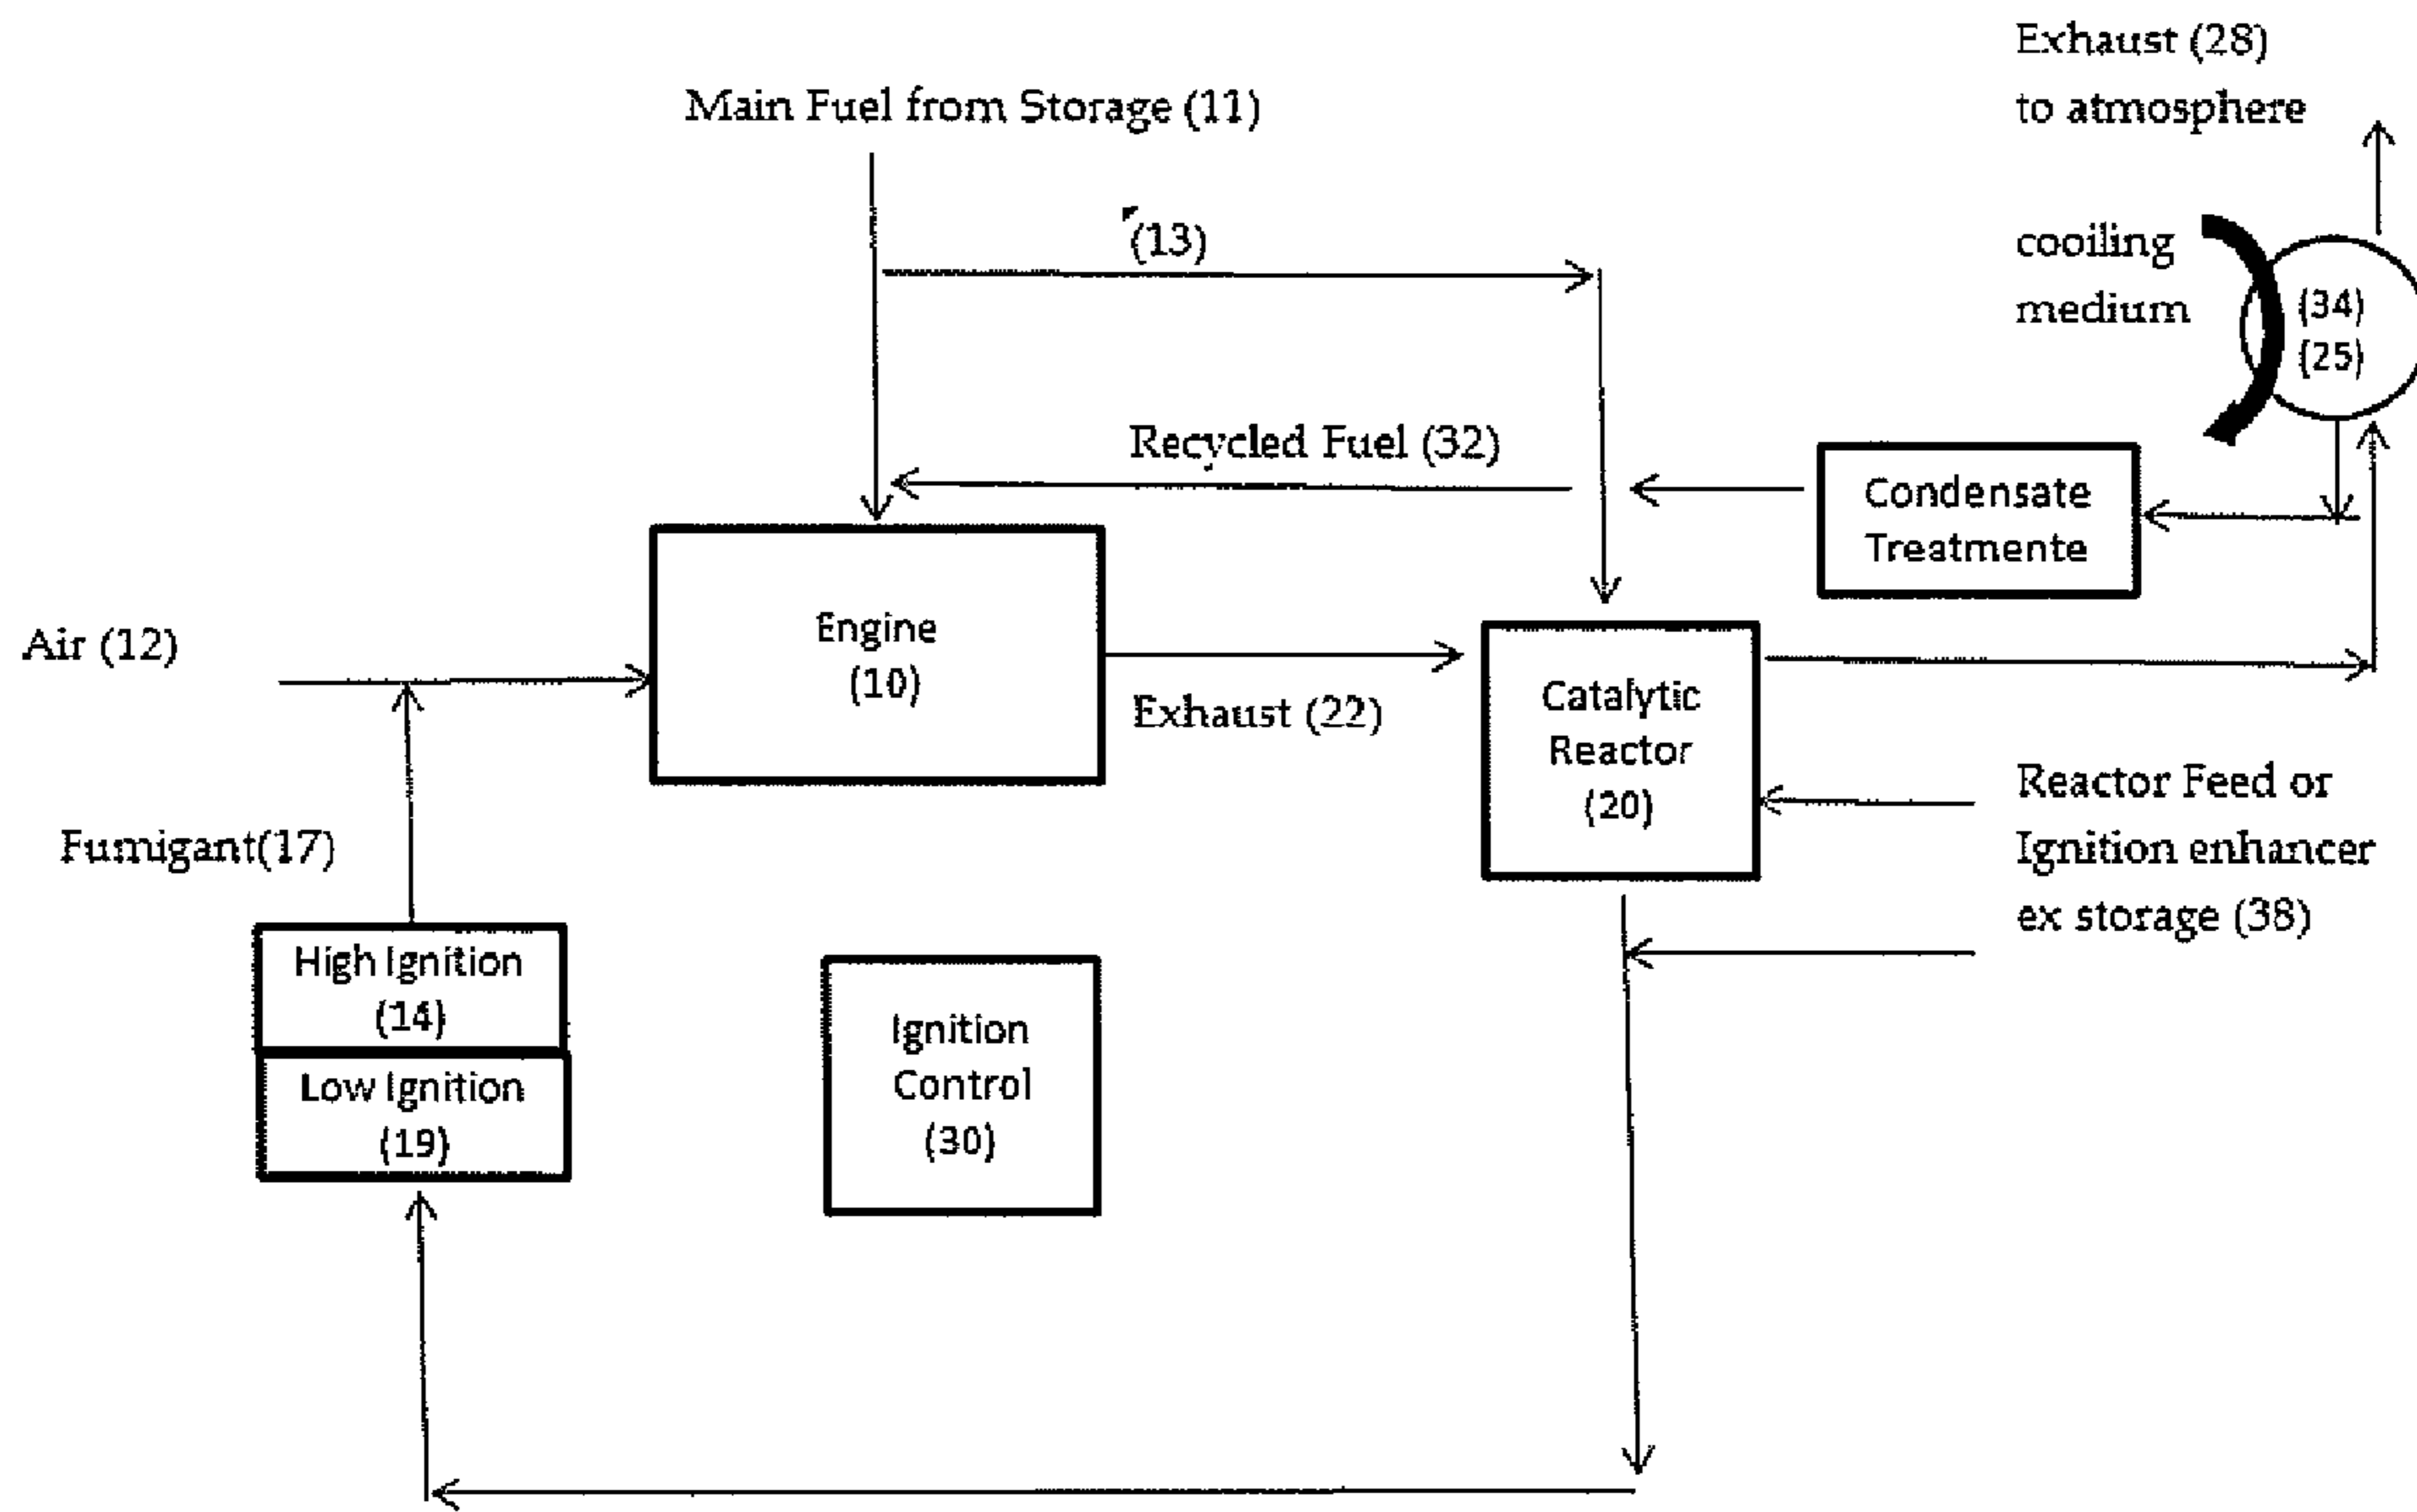 Exhaust (28)
to atmosphere
Main Fuel from Storage (11)
(13)
cooiling
medium
(34)
(25)
Recycled Fuel (32)
Condensate
Treatmente
Engine
(10)
Air (12)
Exhaust (22)
Catalytic
Reactor
(20)
Reactor Feed or
Ignition enhancer
ex storage (38)
Fumigant(17)
High Ignition
(14)
Low Ignition
(19)
Ignition
Control
(30)